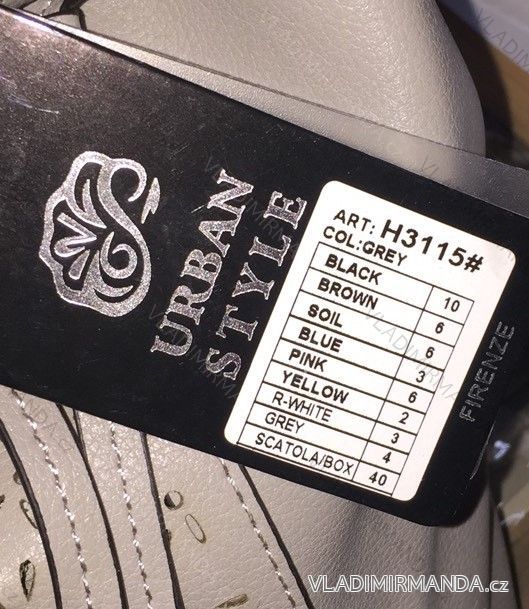 URBAN
STYLE
ART: H3115#
COL:GREY
BLACK 10
BROWN 6
SOIL 6
BLUE 3
PINK 6
YELLOW 2
R-WHITE 3
GREY 4
SCATOLA/BOX 40
FIRENZE
VLADIMIRMANDA.cz